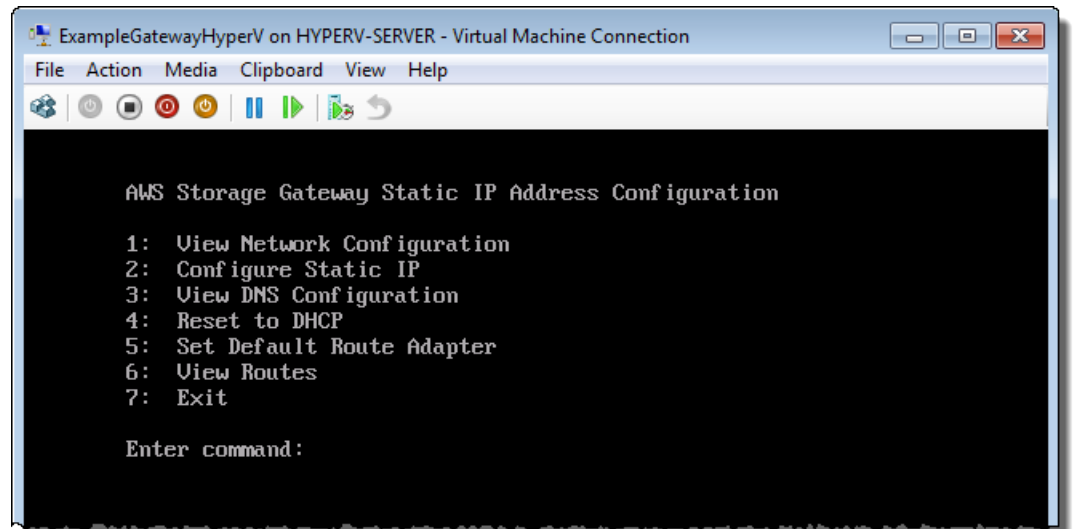 ExampleGatewayHyperV on HYPERV-SERVER - Virtual Machine Connection
File Action Media Clipboard View Help
AWS Storage Gateway Static IP Address Configuration
1: View Network Configuration
2: Configure Static IP
3: View DNS Configuration
4: Reset to DHCP
5: Set Default Route Adapter
6: View Routes
7: Exit
Enter command: